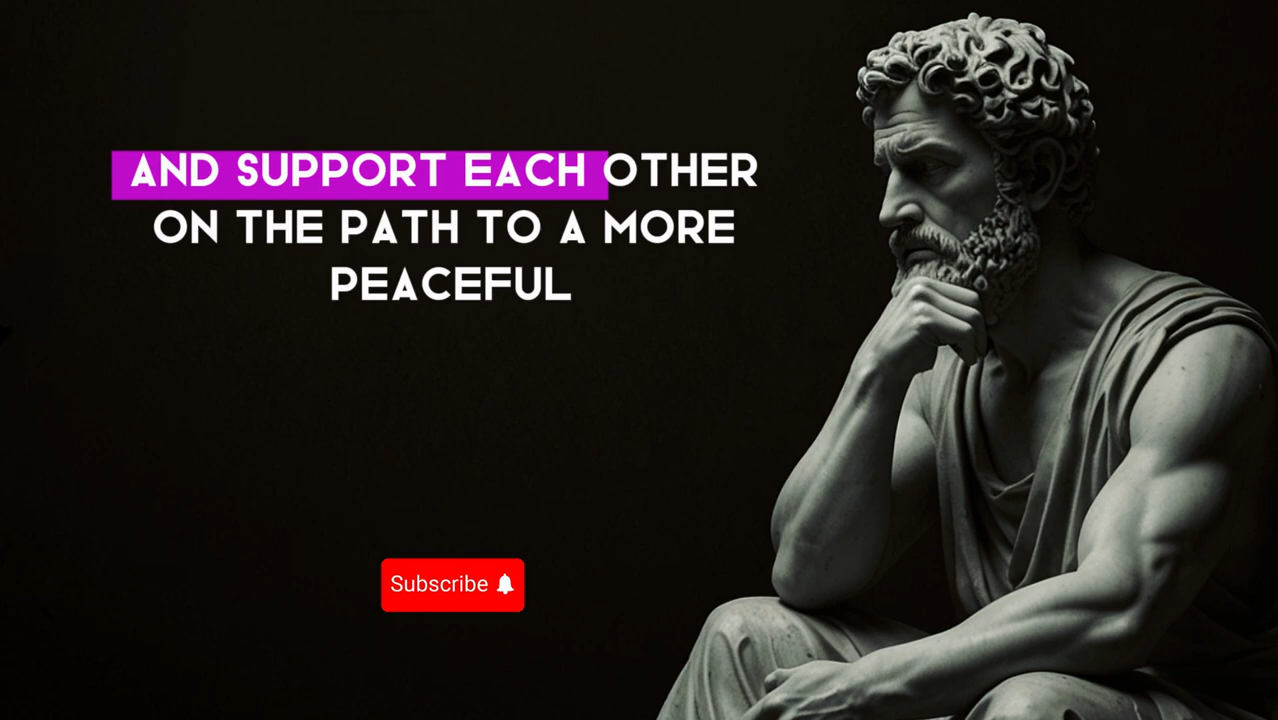 AND SUPPORT EACH OTHER
ON THE PATH TO A MORE
PEACEFUL
Subscribe